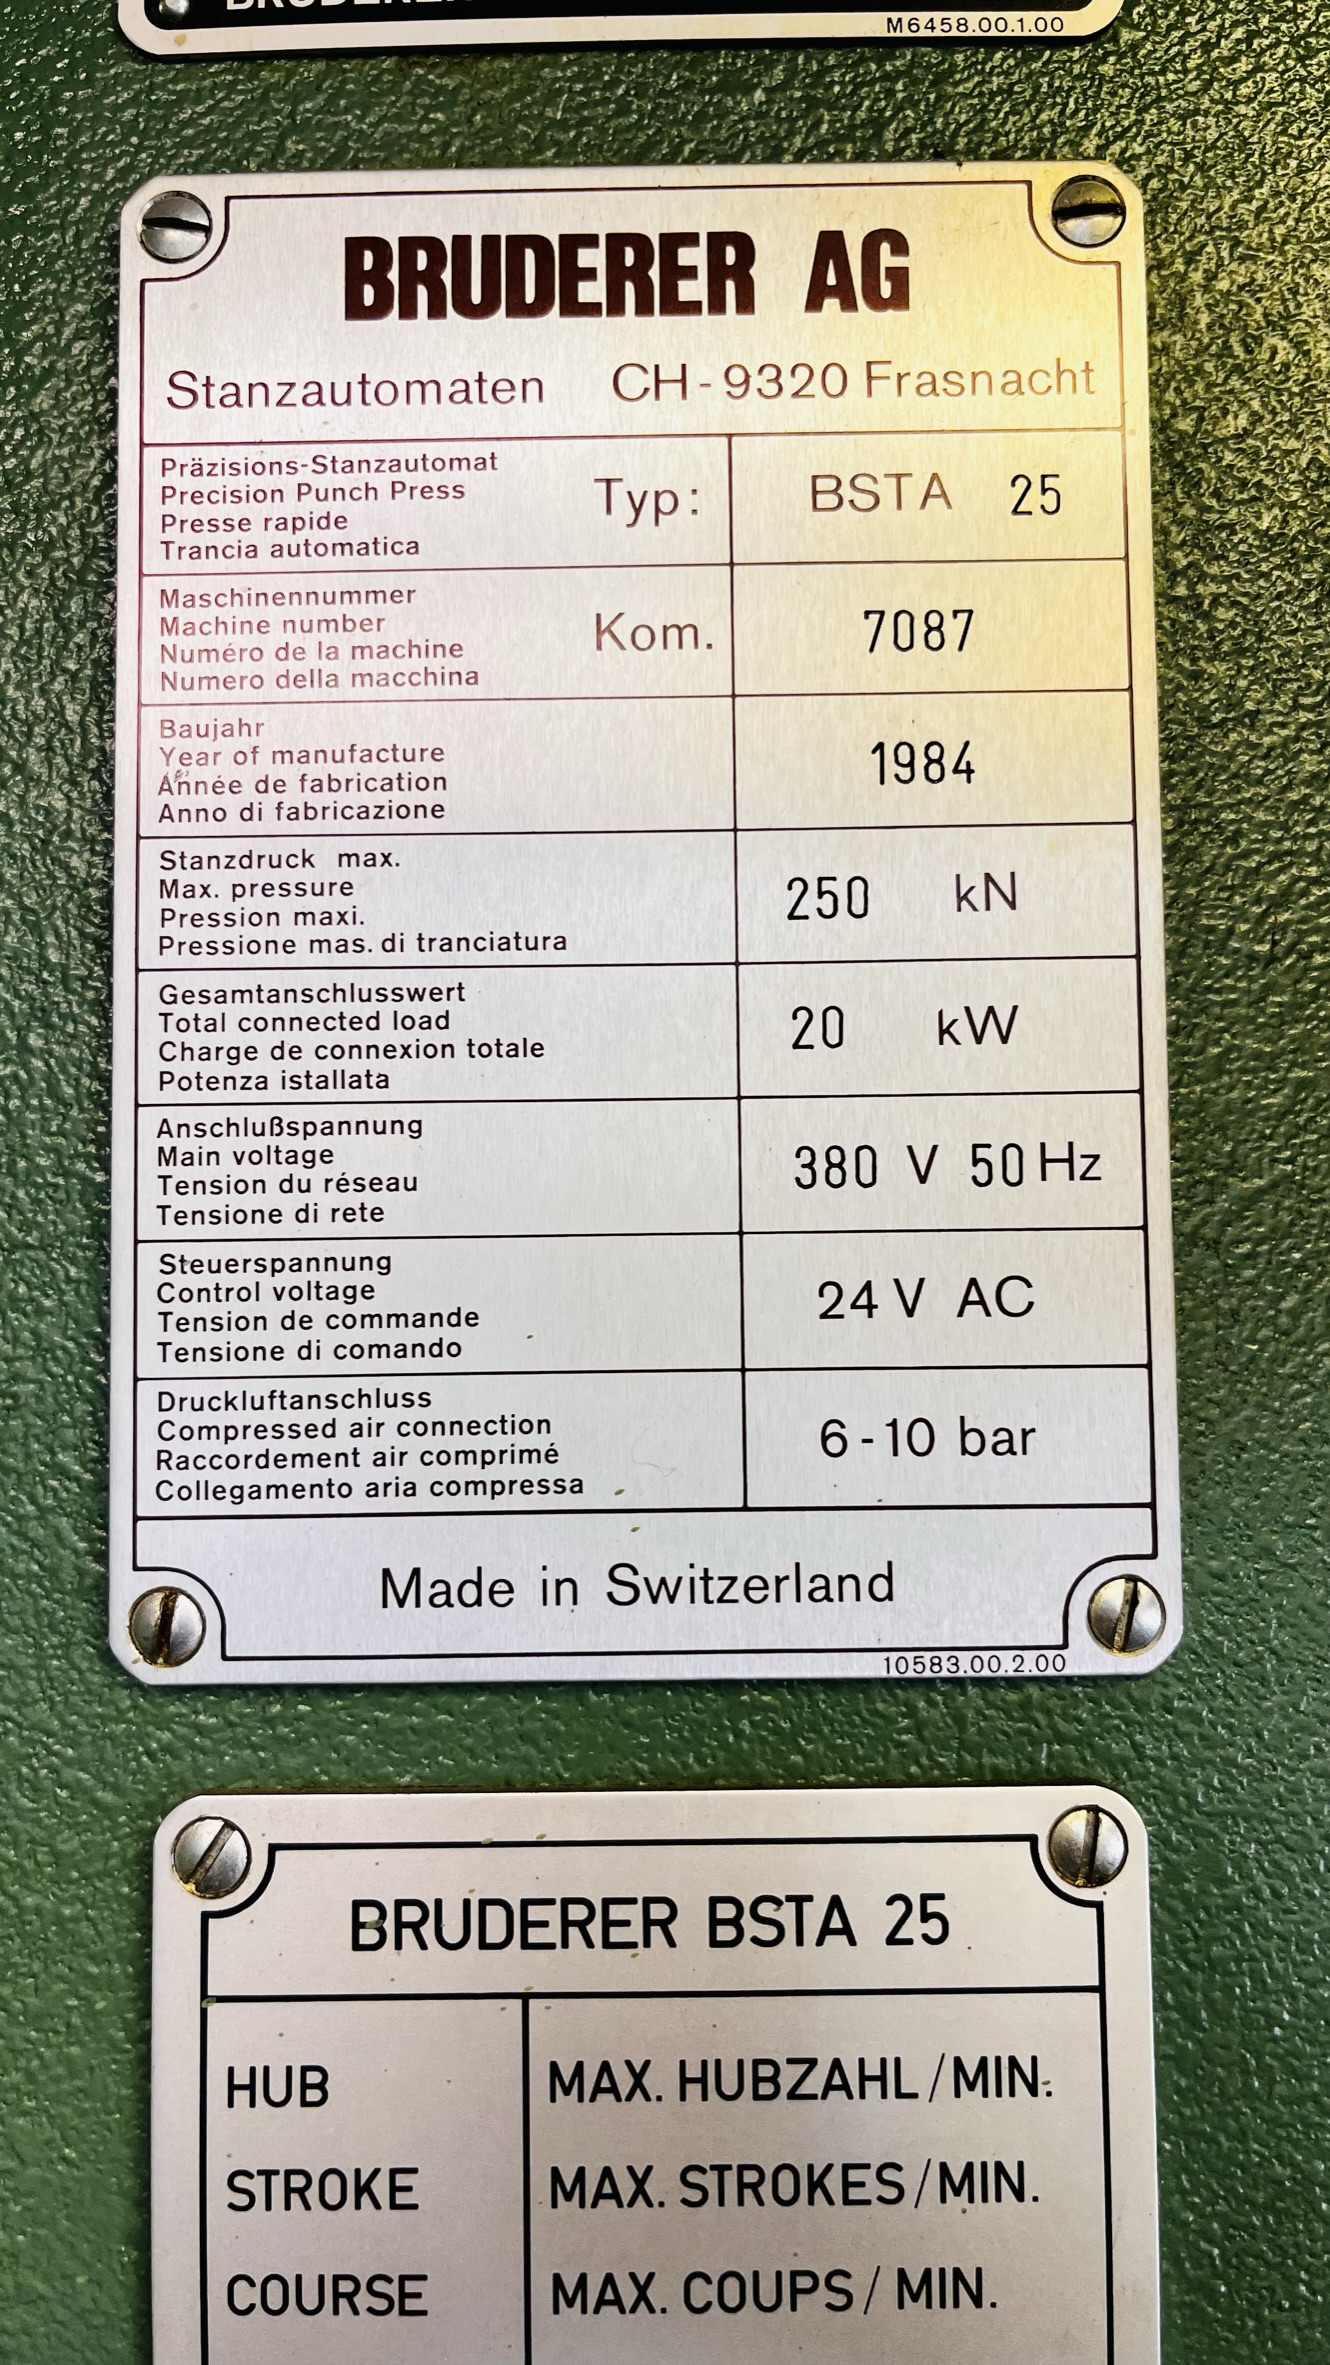 BRUDERER
M6458.00.1.00
BRUDERER AG
Stanzautomaten CH-9320 Frasnacht
Präzisions-Stanzautomat
Precision Punch Press
Presse rapide
Trancia automatica
Typ: BSTA 25
Maschinennummer
Machine number
Numéro de la machine
Numero della macchina
Kom. 7087
Baujahr
Year of manufacture
Année de fabrication
Anno di fabricazione
1984
Stanzdruck max.
Max. pressure
Pression maxi.
Pressione mas. di tranciatura
250 kN
Gesamtanschlusswert
Total connected load
Charge de connexion totale
Potenza istallata
20 kW
Anschlußspannung
Main voltage
Tension du réseau
Tensione di rete
380 V 50 Hz
Steuerspannung
Control voltage
Tension de commande
Tensione di comando
24 V AC
Druckluftanschluss
Compressed air connection
Raccordement air comprimé
Collegamento aria compressa
6-10 bar
Made in Switzerland
10583.00.2.00
BRUDERER BSTA 25
HUB MAX. HUBZAHL/MIN.
STROKE MAX. STROKES/MIN.
COURSE MAX. COUPS/MIN.